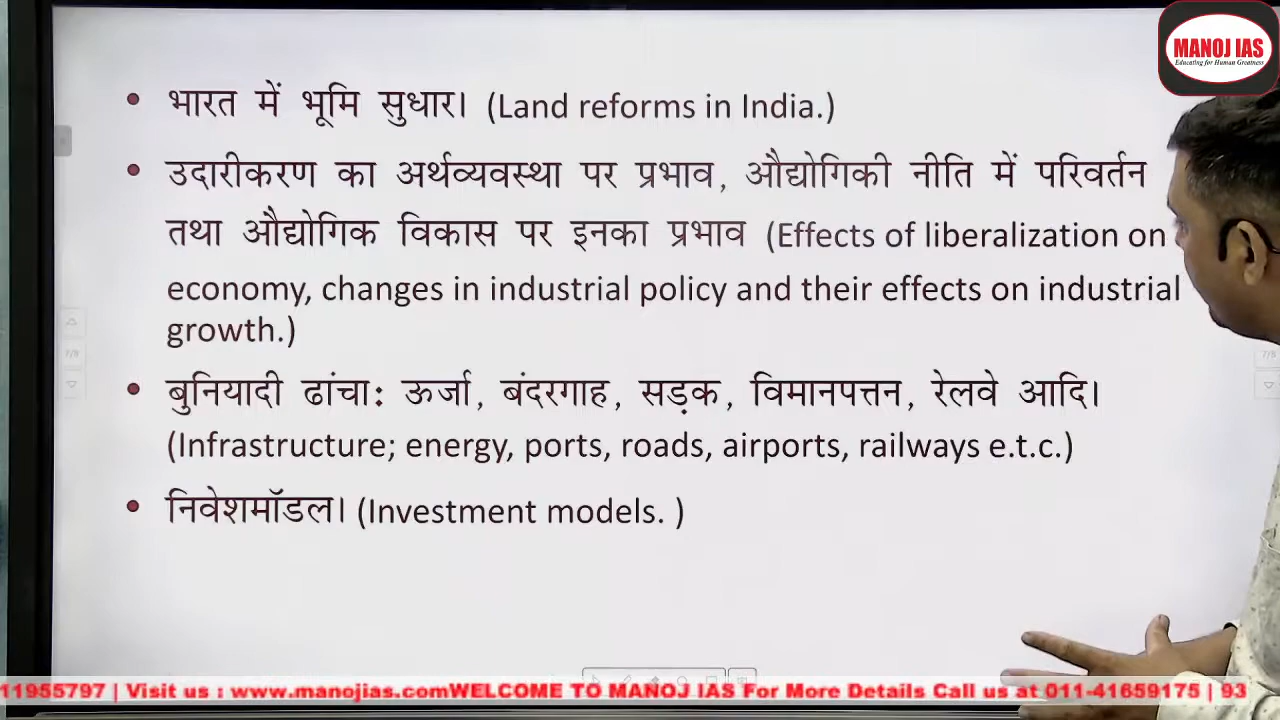 MANOJ IAS
Educating for Human Greatness
• भारत में भूमि सुधार। (Land reforms in India.)
• उदारीकरण का अर्थव्यवस्था पर प्रभाव, औद्योगिकी नीति में परिवर्तन
तथा औद्योगिक विकास पर इनका प्रभाव (Effects of liberalization on
economy, changes in industrial policy and their effects on industrial
growth.)
• बुनियादी ढांचाः ऊर्जा, बंदरगाह, सड़क, विमानपत्तन, रेलवे आदि।
(Infrastructure; energy, ports, roads, airports, railways e.t.c.)
• निवेशमॉडल। (Investment models. )
7/8
7/8
11955797 | Visit us : www.manojias.comWELCOME TO MANOJ IAS For More Details Call us at 011-41659175 | 93